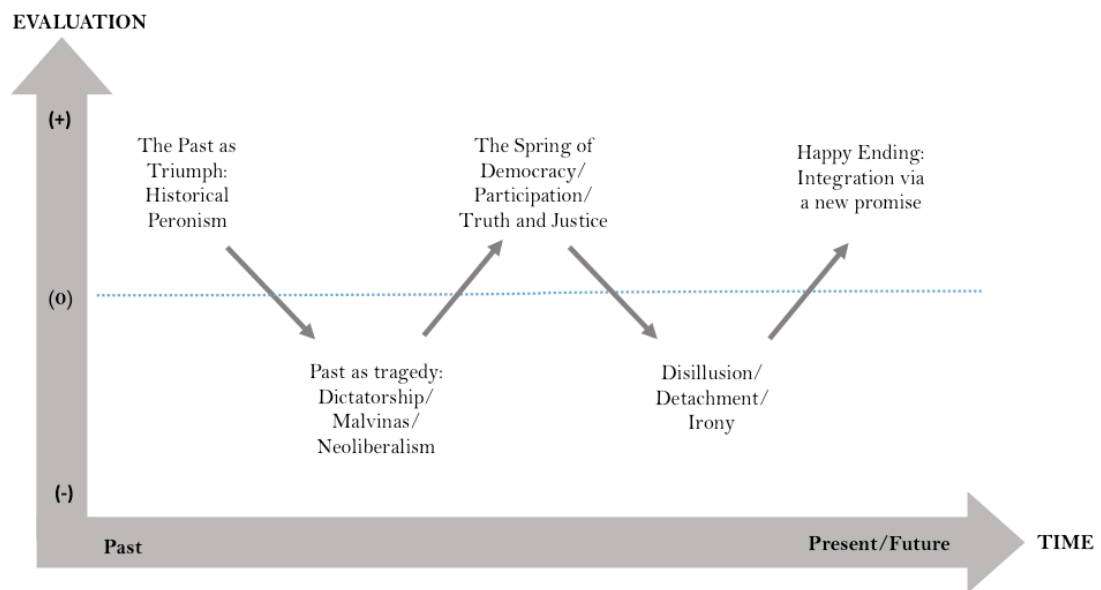 EVALUATION
(+)
The Past as
Triumph:
Historical
Peronism
The Spring of
Democracy/
Participation/
Truth and Justice
Happy Ending:
Integration via
a new promise
(0)
Past as tragedy:
Dictatorship/
Malvinas/
Neoliberalism
Disillusion/
Detachment/
Irony
(-)
Past
Present/Future
TIME